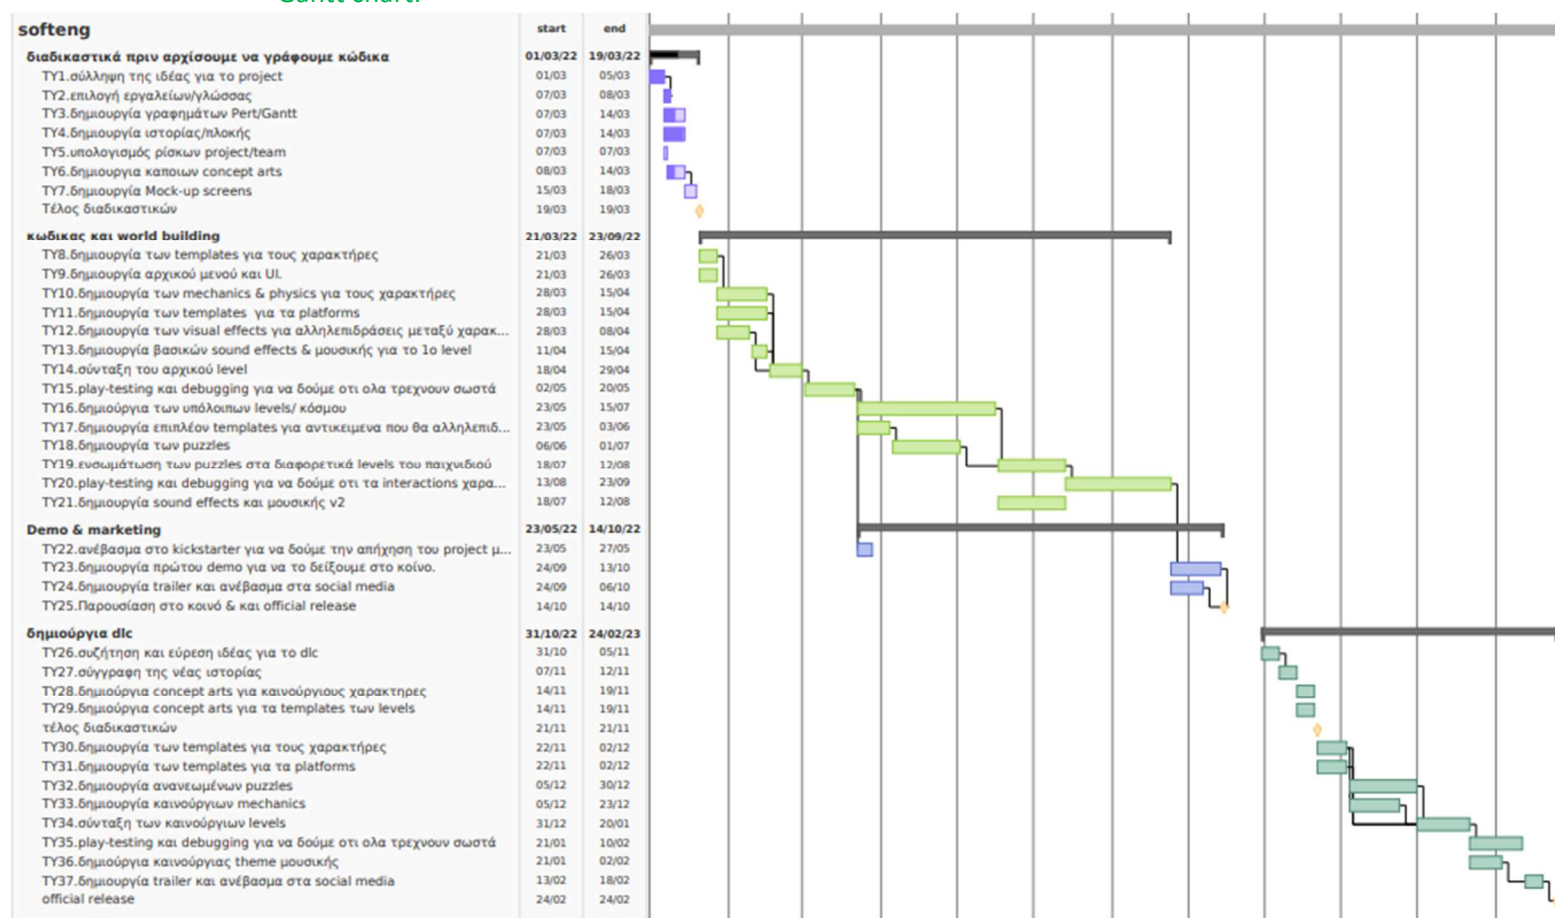 Gantt chart:
softeng start end
διαδικαστικά πριν αρχίσουμε να γράφουμε κώδικα 01/03/22 19/03/22
ΤΥ1.σύλληψη της ιδέας για το project 01/03 05/03
ΤΥ2.επιλογή εργαλείων/γλώσσας 07/03 08/03
ΤΥ3.δημιουργία γραφημάτων Pert/Gantt 07/03 14/03
ΤΥ4.δημιουργία ιστορίας/πλοκής 07/03 14/03
ΤΥ5.υπολογισμός ρίσκων project/team 07/03 07/03
ΤΥ6.δημιουργια καποιων concept arts 08/03 14/03
ΤΥ7.δημιουργία Mock-up screens 15/03 18/03
Τέλος διαδικαστικών 19/03 19/03
κωδικας και world building 21/03/22 23/09/22
ΤΥ8.δημιουργία των templates για τους χαρακτήρες 21/03 26/03
ΤΥ9.δημιουργία αρχικού μενού και UI. 21/03 26/03
ΤΥ10.δημιουργία των mechanics & physics για τους χαρακτήρες 28/03 15/04
ΤΥ11.δημιουργία των templates για τα platforms 28/03 15/04
ΤΥ12.δημιουργία των visual effects για αλληλεπιδράσεις μεταξύ χαρακ... 28/03 08/04
ΤΥ13.δημιουργία βασικών sound effects & μουσικής για το 1ο level 11/04 15/04
ΤΥ14.σύνταξη του αρχικού level 18/04 29/04
ΤΥ15.play-testing και debugging για να δούμε οτι ολα τρεχνουν σωστά 02/05 20/05
ΤΥ16.δημιούργια των υπόλοιπων levels/ κόσμου 23/05 15/07
ΤΥ17.δημιουργία επιπλέον templates για αντικειμενα που θα αλληλεπιδ... 23/05 03/06
ΤΥ18.δημιουργία των puzzles 06/06 01/07
ΤΥ19.ενσωμάτωση των puzzles στα διαφορετικά levels του παιχνιδιού 18/07 12/08
ΤΥ20.play-testing και debugging για να δούμε οτι τα interactions χαρα... 13/08 23/09
ΤΥ21.δημιουργία sound effects και μουσικής v2 18/07 12/08
Demo & marketing 23/05/22 14/10/22
ΤΥ22.ανέβασμα στο kickstarter για να δούμε την απήχηση του project μ... 23/05 27/05
ΤΥ23.δημιουργία πρώτου demo για να το δείξουμε στο κοίνο. 24/09 13/10
ΤΥ24.δημιουργία trailer και ανέβασμα στα social media 24/09 06/10
ΤΥ25.Παρουσίαση στο κοινό & και official release 14/10 14/10
δημιούργια dlc 31/10/22 24/02/23
ΤΥ26.συζήτηση και εύρεση ιδέας για το dlc 31/10 05/11
ΤΥ27.σύγγραφη της νέας ιστορίας 07/11 12/11
ΤΥ28.δημιούργια concept arts για καινούργιους χαρακτηρες 14/11 19/11
ΤΥ29.δημιούργια concept arts για τα templates των levels 14/11 19/11
τέλος διαδικαστικών 21/11 21/11
ΤΥ30.δημιουργία των templates για τους χαρακτήρες 22/11 02/12
ΤΥ31.δημιουργία των templates για τα platforms 22/11 02/12
ΤΥ32.δημιουργία ανανεωμένων puzzles 05/12 30/12
ΤΥ33.δημιουργία καινούργιων mechanics 05/12 23/12
ΤΥ34.σύνταξη των καινούργιων levels 31/12 20/01
ΤΥ35.play-testing και debugging για να δούμε οτι ολα τρεχνουν σωστά 21/01 10/02
ΤΥ36.δημιούργια καινούργιας theme μουσικής 21/01 02/02
ΤΥ37.δημιουργία trailer και ανέβασμα στα social media 13/02 18/02
official release 24/02 24/02